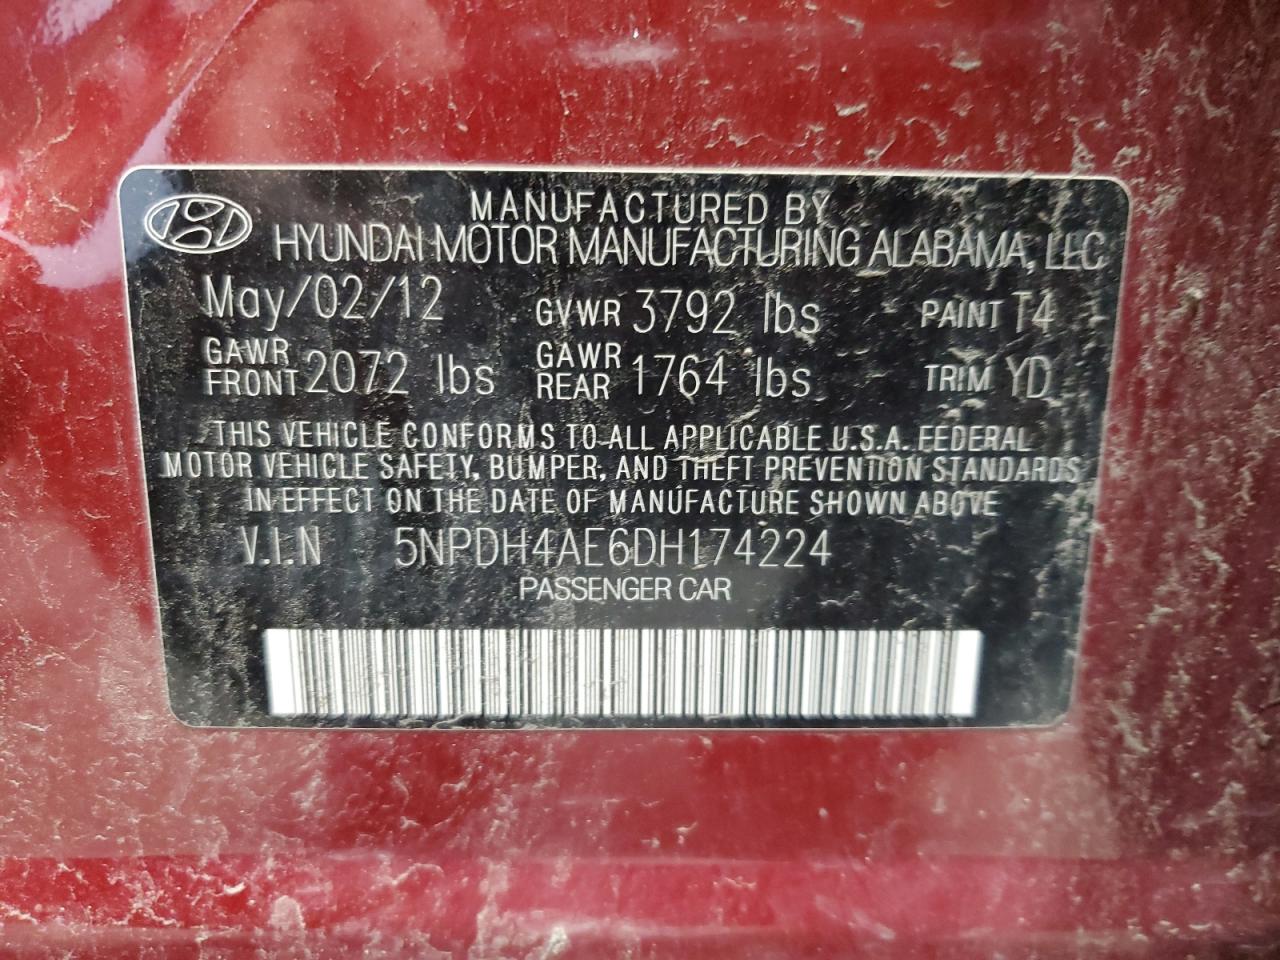 MANUFACTURED BY
HYUNDAI MOTOR MANUFACTURING ALABAMA, LLC
May/02/12 GVWR 3792 lbs PAINT T4
GAWR FRONT 2072 lbs GAWR REAR 1764 lbs TRIM YD
THIS VEHICLE CONFORMS TO ALL APPLICABLE U.S.A. FEDERAL
MOTOR VEHICLE SAFETY, BUMPER, AND THEFT PREVENTION STANDARDS
IN EFFECT ON THE DATE OF MANUFACTURE SHOWN ABOVE
V.I.N 5NPDH4AE6DH174224
PASSENGER CAR